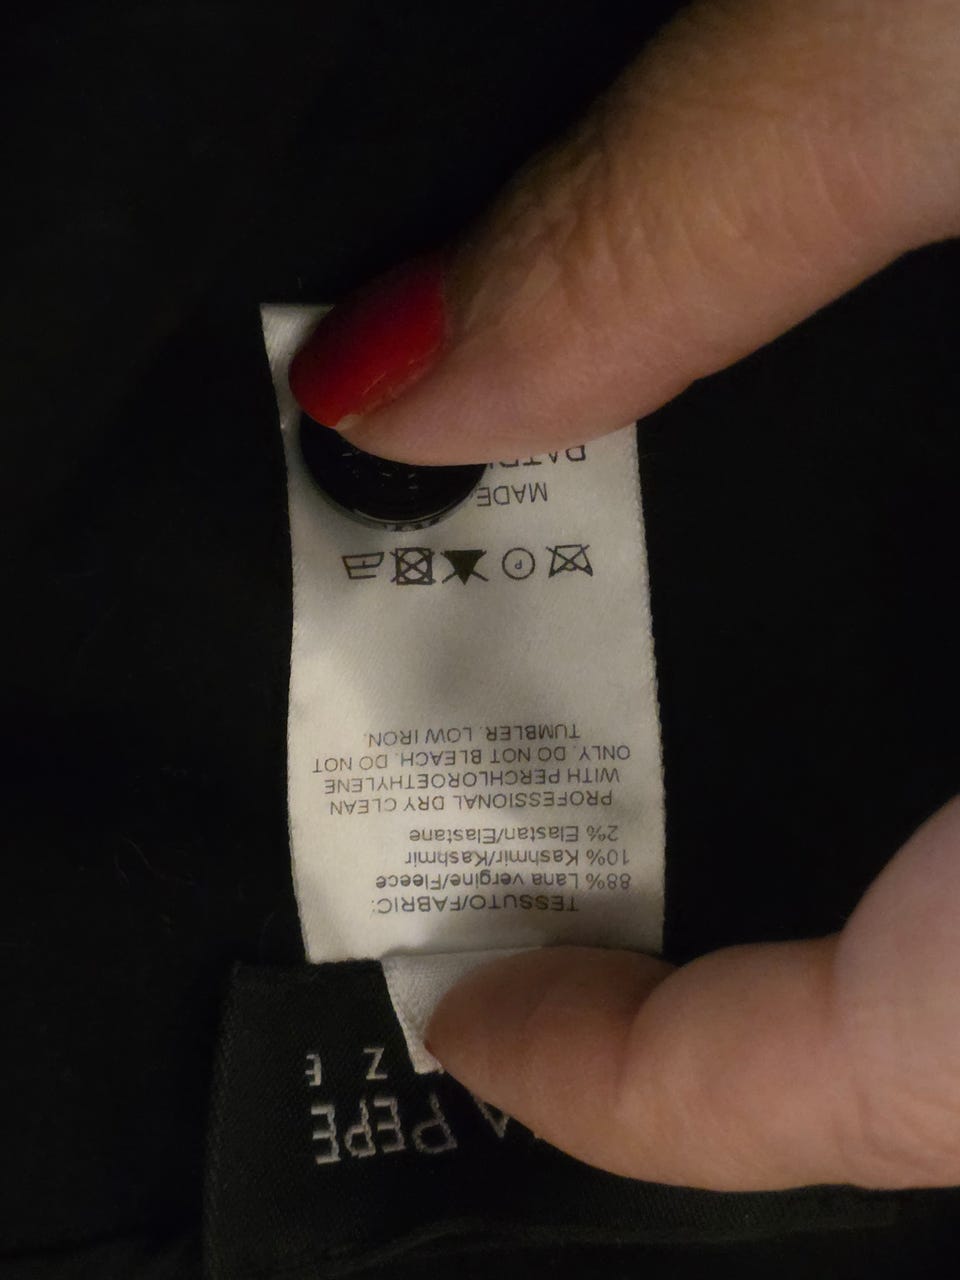 PEPE
TESSUTO/FABRIC:
88% Lana vergine/Fleece
10% Kashmir/Kashmir
2% Elastan/Elastane
PROFESSIONAL DRY CLEAN
WITH PERCHLOROETHYLENE
ONLY. DO NOT BLEACH. DO NOT
TUMBLER. LOW IRON.
P
MADE